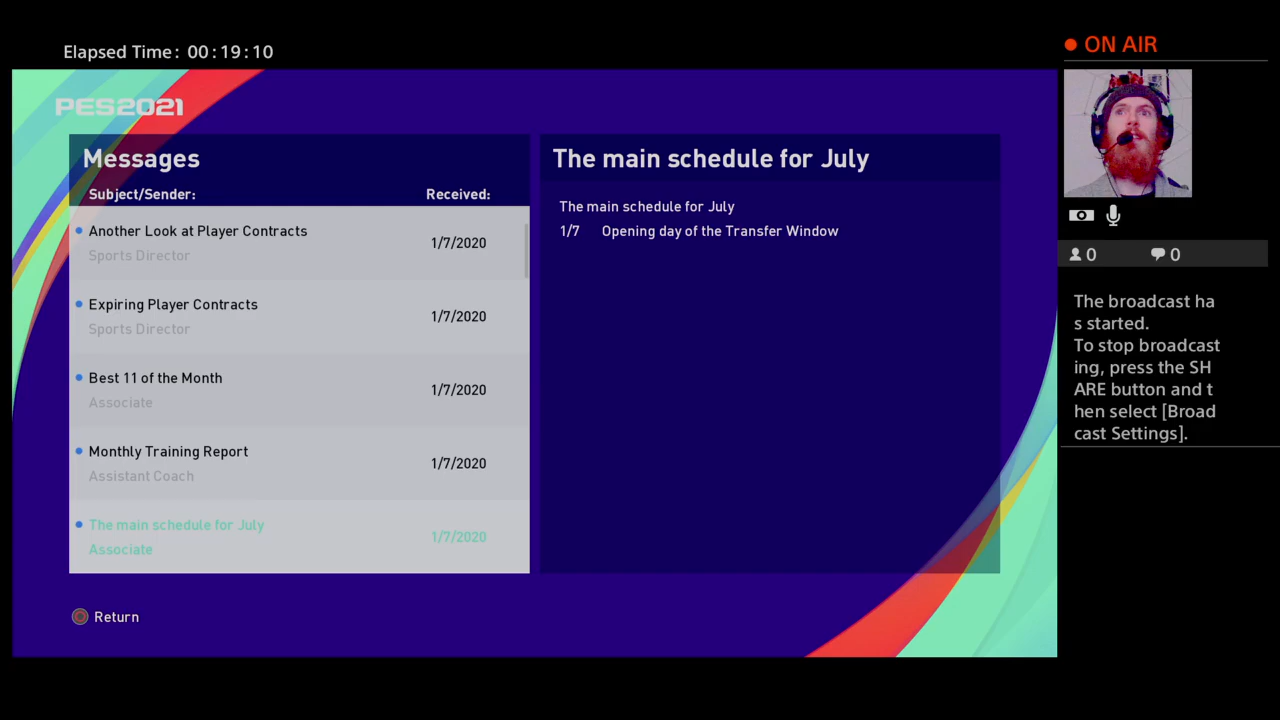 Elapsed Time: 00:19:10
ON AIR
PES2021
Messages
Subject/Sender: Received:
Another Look at Player Contracts
Sports Director
1/7/2020
Expiring Player Contracts
Sports Director
1/7/2020
Best 11 of the Month
Associate
1/7/2020
Monthly Training Report
Assistant Coach
1/7/2020
The main schedule for July
Associate
1/7/2020
The main schedule for July
The main schedule for July
1/7 Opening day of the Transfer Window
Return
0 0
The broadcast ha
s started.
To stop broadcast
ing, press the SH
ARE button and t
hen select [Broad
cast Settings].